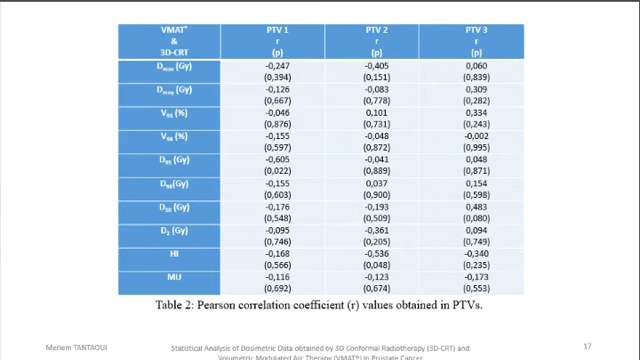 VMAT® PTV 1 PTV 2 PTV 3
& r r r
3D-CRT (p) (p) (p)
Dmax (Gy) -0,247 -0,405 0,060
(0,394) (0,151) (0,839)
Dmoy (Gy) -0,126 -0,083 0,309
(0,667) (0,778) (0,282)
V95 (%) -0,046 0,101 0,334
(0,876) (0,731) (0,243)
V98 (%) -0,155 -0,048 -0,002
(0,597) (0,872) (0,995)
D95 (Gy) -0,605 -0,041 0,048
(0,022) (0,889) (0,871)
D98(Gy) -0,155 0,037 0,154
(0,603) (0,900) (0,598)
D50 (Gy) -0,176 -0,193 0,483
(0,548) (0,509) (0,080)
D2 (Gy) -0,095 -0,361 0,094
(0,746) (0,205) (0,749)
HI -0,168 -0,536 -0,340
(0,566) (0,048) (0,235)
MU -0,116 -0,123 -0,173
(0,692) (0,674) (0,553)
Table 2: Pearson correlation coefficient (r) values obtained in PTVs.
Meriem TANTAOUI
Statistical Analysis of Dosimetric Data obtained by 3D Conformal Radiotherapy (3D-CRT) and
Volumetric Modulated Arc Therapy (VMAT®) in Prostate Cancer
17